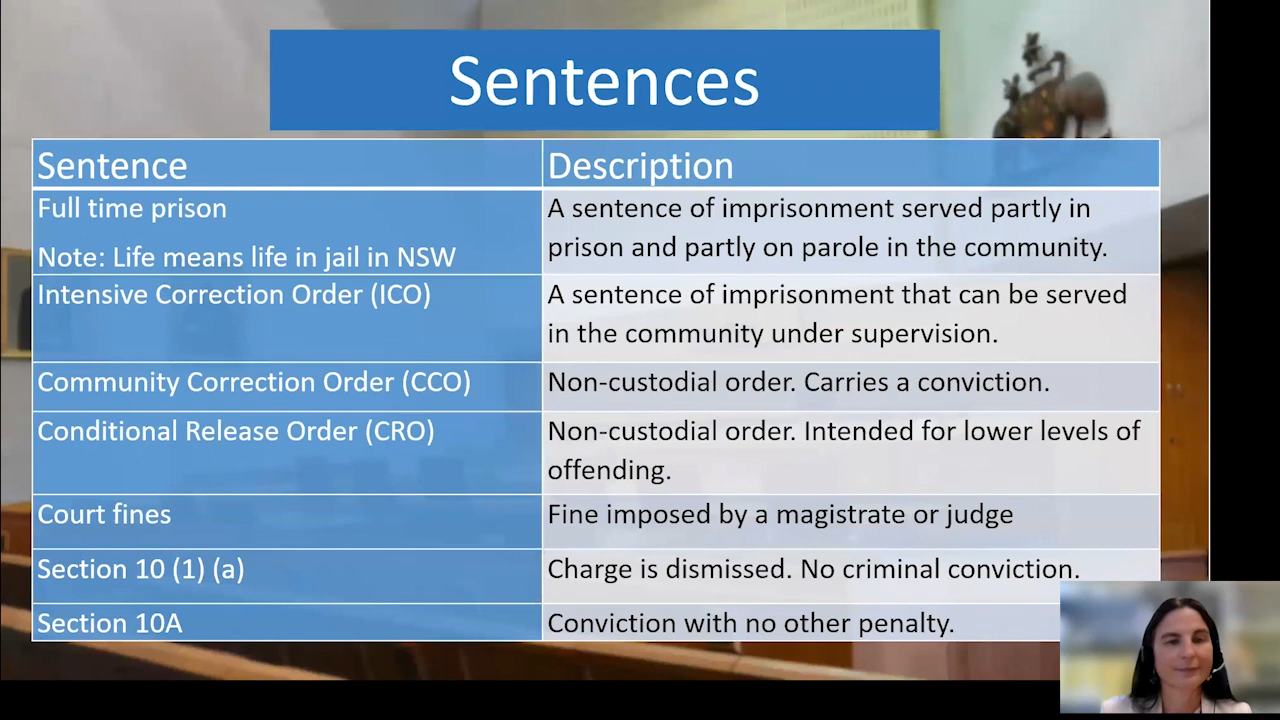 Sentences
Sentence
Description
Full time prison
Note: Life means life in jail in NSW
A sentence of imprisonment served partly in
prison and partly on parole in the community.
Intensive Correction Order (ICO)
A sentence of imprisonment that can be served
in the community under supervision.
Community Correction Order (CCO)
Non-custodial order. Carries a conviction.
Conditional Release Order (CRO)
Non-custodial order. Intended for lower levels of
offending.
Court fines
Fine imposed by a magistrate or judge
Section 10 (1) (a)
Charge is dismissed. No criminal conviction.
Section 10A
Conviction with no other penalty.